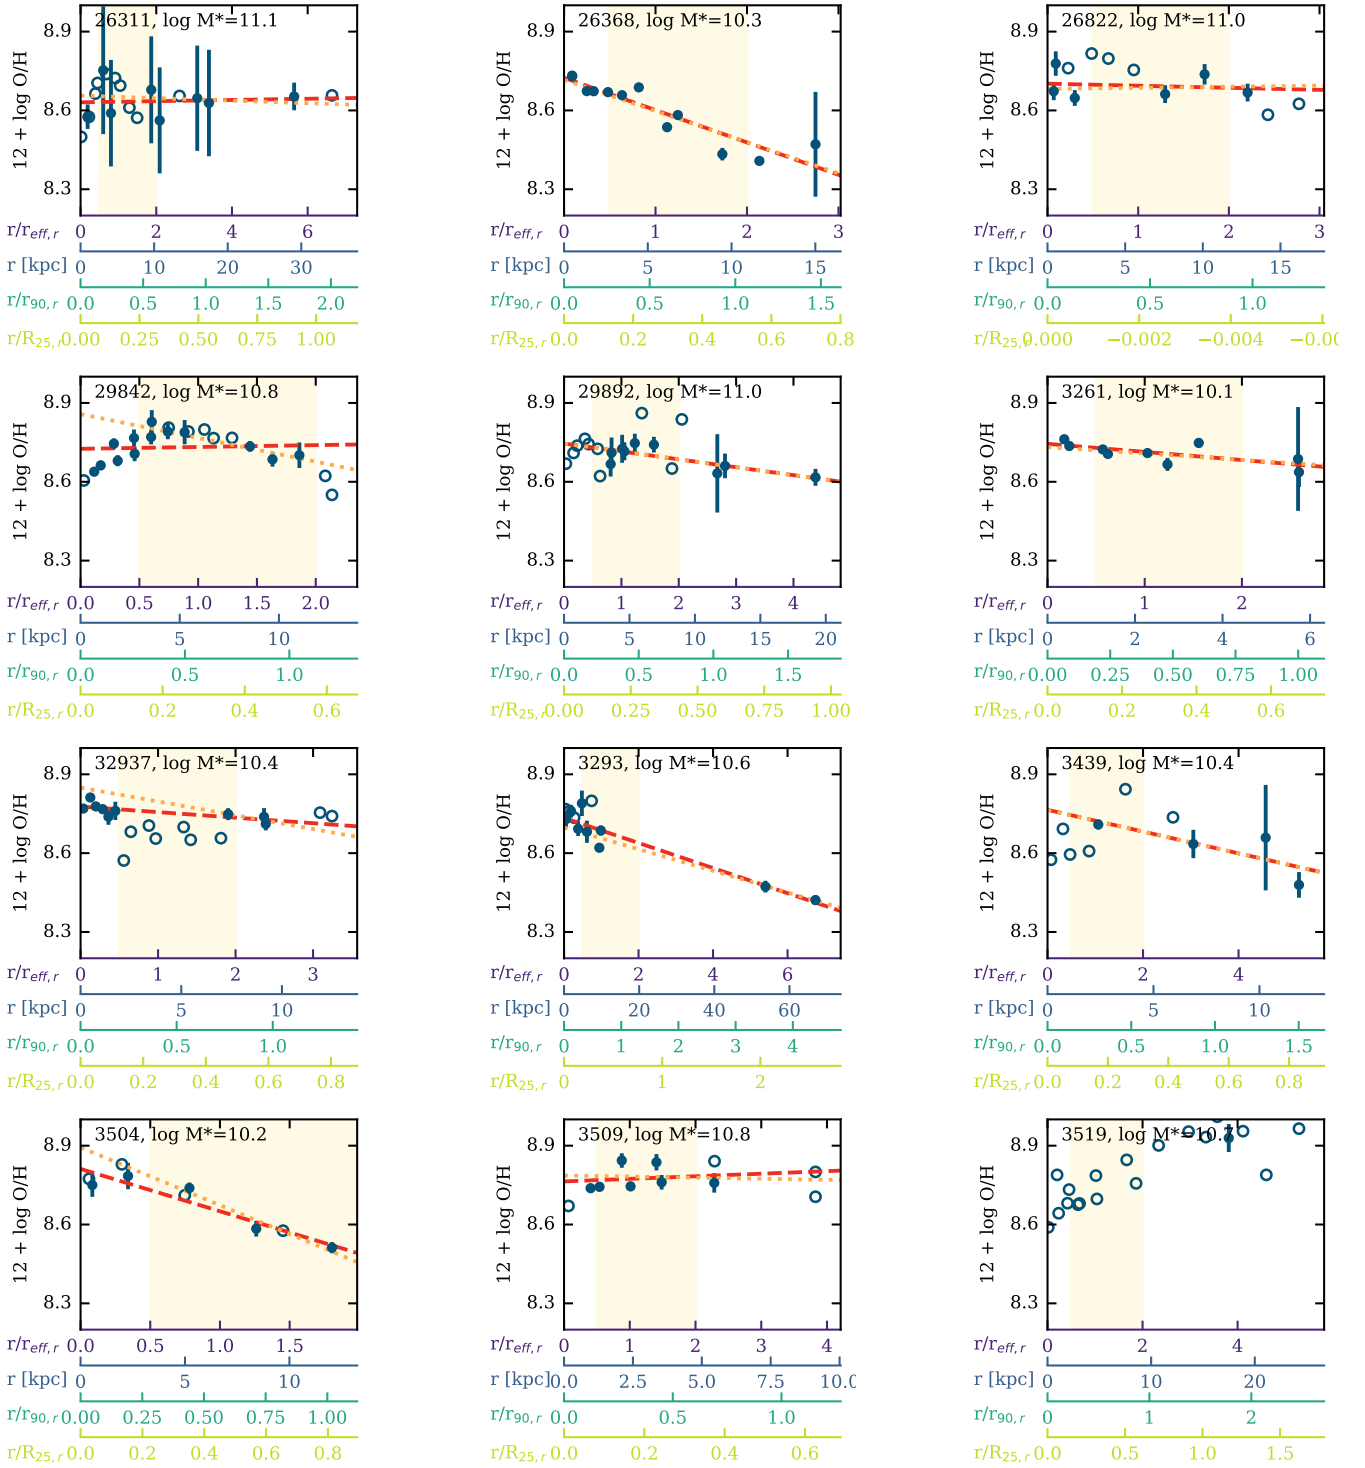 26311, log M*=11.1
12 + log O/H
8.9
8.6
8.3
r/r_eff,r 2 4 6
r [kpc] 0 10 20 30
r/r_90,r 0.0 0.5 1.0 1.5 2.0
r/R_25,r 0.00 0.25 0.50 0.75 1.00
26368, log M*=10.3
12 + log O/H
8.9
8.6
8.3
r/r_eff,r 0 1 2 3
r [kpc] 0 5 10 15
r/r_90,r 0.0 0.5 1.0 1.5
r/R_25,r 0.0 0.2 0.4 0.6 0.8
26822, log M*=11.0
12 + log O/H
8.9
8.6
8.3
r/r_eff,r 0 1 2 3
r [kpc] 0 5 10 15
r/r_90,r 0.0 0.5 1.0
r/R_25,r 0.000 −0.002 −0.004 −0.00
29842, log M*=10.8
12 + log O/H
8.9
8.6
8.3
r/r_eff,r 0.0 0.5 1.0 1.5 2.0
r [kpc] 0 5 10
r/r_90,r 0.0 0.5 1.0
r/R_25,r 0.0 0.2 0.4 0.6
29892, log M*=11.0
12 + log O/H
8.9
8.6
8.3
r/r_eff,r 0 1 2 3 4
r [kpc] 0 5 10 15 20
r/r_90,r 0.0 0.5 1.0 1.5
r/R_25,r 0.00 0.25 0.50 0.75 1.00
3261, log M*=10.1
12 + log O/H
8.9
8.6
8.3
r/r_eff,r 0 1 2
r [kpc] 0 2 4 6
r/r_90,r 0.00 0.25 0.50 0.75 1.00
r/R_25,r 0.0 0.2 0.4 0.6
32937, log M*=10.4
12 + log O/H
8.9
8.6
8.3
r/r_eff,r 0 1 2 3
r [kpc] 0 5 10
r/r_90,r 0.0 0.5 1.0
r/R_25,r 0.0 0.2 0.4 0.6 0.8
3293, log M*=10.6
12 + log O/H
8.9
8.6
8.3
r/r_eff,r 0 2 4 6
r [kpc] 0 20 40 60
r/r_90,r 0 1 2 3 4
r/R_25,r 0 1 2
3439, log M*=10.4
12 + log O/H
8.9
8.6
8.3
r/r_eff,r 0 2 4
r [kpc] 0 5 10
r/r_90,r 0.0 0.5 1.0 1.5
r/R_25,r 0.0 0.2 0.4 0.6 0.8
3504, log M*=10.2
12 + log O/H
8.9
8.6
8.3
r/r_eff,r 0.0 0.5 1.0 1.5
r [kpc] 0 5 10
r/r_90,r 0.00 0.25 0.50 0.75 1.00
r/R_25,r 0.0 0.2 0.4 0.6 0.8
3509, log M*=10.8
12 + log O/H
8.9
8.6
8.3
r/r_eff,r 0 1 2 3 4
r [kpc] 0.0 2.5 5.0 7.5 10.0
r/r_90,r 0.0 0.5 1.0
r/R_25,r 0.0 0.2 0.4 0.6
3519, log M*=10.7
12 + log O/H
8.9
8.6
8.3
r/r_eff,r 0 2 4
r [kpc] 0 10 20
r/r_90,r 0 1 2
r/R_25,r 0.0 0.5 1.0 1.5